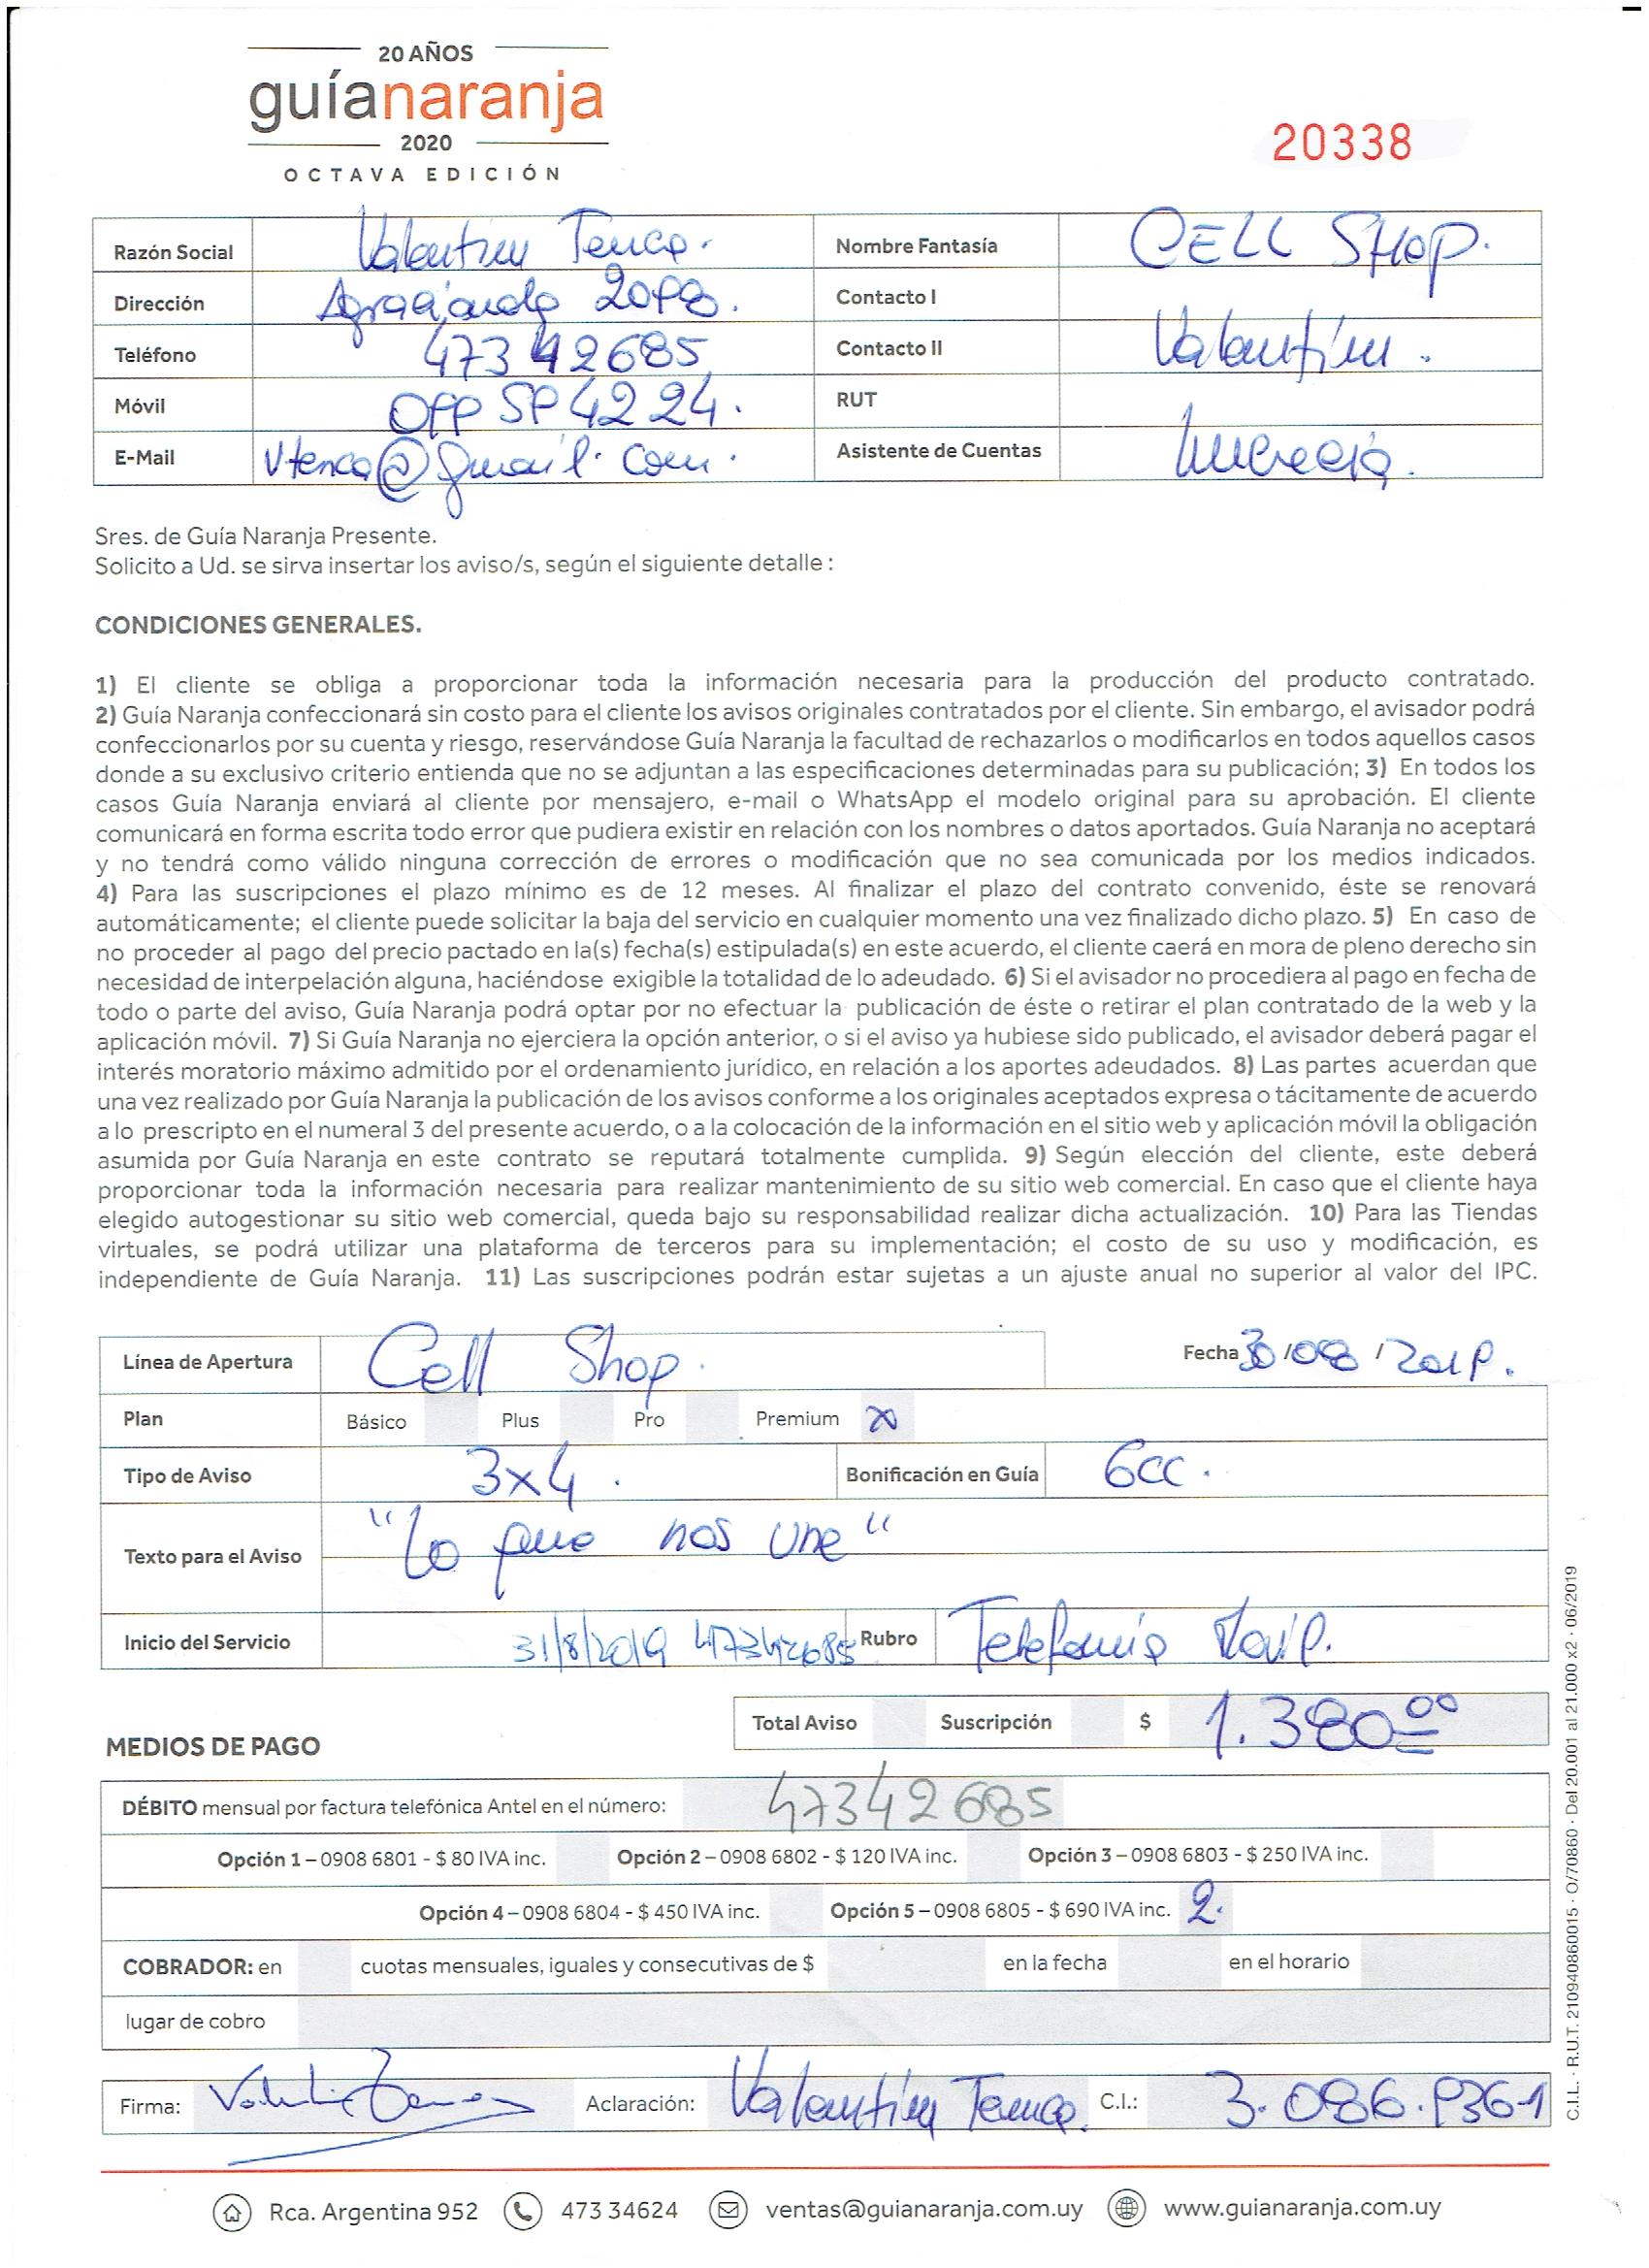 20 AÑOS
guíanaranja
2020
OCTAVA EDICIÓN
20338
Razón Social Valentín Tenca. Nombre Fantasía CELL SHOP.
Dirección Agraciada Contacto I
Teléfono 473 42685 Contacto II Valentín.
Móvil RUT
E-Mail vtenca@gmail.com. Asistente de Cuentas
Sres. de Guía Naranja Presente.
Solicito a Ud. se sirva insertar los aviso/s, según el siguiente detalle :
CONDICIONES GENERALES.
1) El cliente se obliga a proporcionar toda la información necesaria para la producción del producto contratado.
2) Guía Naranja confeccionará sin costo para el cliente los avisos originales contratados por el cliente. Sin embargo, el avisador podrá
confeccionarlos por su cuenta y riesgo, reservándose Guía Naranja la facultad de rechazarlos o modificarlos en todos aquellos casos
donde a su exclusivo criterio entienda que no se adjuntan a las especificaciones determinadas para su publicación; 3) En todos los
casos Guía Naranja enviará al cliente por mensajero, e-mail o WhatsApp el modelo original para su aprobación. El cliente
comunicará en forma escrita todo error que pudiera existir en relación con los nombres o datos aportados. Guía Naranja no aceptará
y no tendrá como válido ninguna corrección de errores o modificación que no sea comunicada por los medios indicados.
4) Para las suscripciones el plazo mínimo es de 12 meses. Al finalizar el plazo del contrato convenido, éste se renovará
automáticamente; el cliente puede solicitar la baja del servicio en cualquier momento una vez finalizado dicho plazo. 5) En caso de
no proceder al pago del precio pactado en la(s) fecha(s) estipulada(s) en este acuerdo, el cliente caerá en mora de pleno derecho sin
necesidad de interpelación alguna, haciéndose exigible la totalidad de lo adeudado. 6) Si el avisador no procediera al pago en fecha de
todo o parte del aviso, Guía Naranja podrá optar por no efectuar la publicación de éste o retirar el plan contratado de la web y la
aplicación móvil. 7) Si Guía Naranja no ejerciera la opción anterior, o si el aviso ya hubiese sido publicado, el avisador deberá pagar el
interés moratorio máximo admitido por el ordenamiento jurídico, en relación a los aportes adeudados. 8) Las partes acuerdan que
una vez realizado por Guía Naranja la publicación de los avisos conforme a los originales aceptados expresa o tácitamente de acuerdo
a lo prescripto en el numeral 3 del presente acuerdo, o a la colocación de la información en el sitio web y aplicación móvil la obligación
asumida por Guía Naranja en este contrato se reputará totalmente cumplida. 9) Según elección del cliente, este deberá
proporcionar toda la información necesaria para realizar mantenimiento de su sitio web comercial. En caso que el cliente haya
elegido autogestionar su sitio web comercial, queda bajo su responsabilidad realizar dicha actualización. 10) Para las Tiendas
virtuales, se podrá utilizar una plataforma de terceros para su implementación; el costo de su uso y modificación, es
independiente de Guía Naranja. 11) Las suscripciones podrán estar sujetas a un ajuste anual no superior al valor del IPC.
Línea de Apertura Cell Shop. Fecha 30/08/2019.
Plan Básico Plus Pro Premium X
Tipo de Aviso 3x4. Bonificación en Guía 6cc.
Texto para el Aviso "Lo que nos une"
Inicio del Servicio 31/8/2019 47342685 Rubro Telefonía
Total Aviso Suscripción $ 1.380.00
MEDIOS DE PAGO
DÉBITO mensual por factura telefónica Antel en el número: 47342685
Opción 1 – 0908 6801 - $ 80 IVA inc. Opción 2 – 0908 6802 - $ 120 IVA inc. Opción 3 – 0908 6803 - $ 250 IVA inc.
Opción 4 – 0908 6804 - $ 450 IVA inc. Opción 5 – 0908 6805 - $ 690 IVA inc. 2.
COBRADOR: en cuotas mensuales, iguales y consecutivas de $ en la fecha en el horario
lugar de cobro
Firma: Aclaración: Valentín Tenca. C.I.: 3.086.936-1
Rca. Argentina 952 473 34624 ventas@guianaranja.com.uy www.guianaranja.com.uy
C.I.L. · R.U.T. 210940860015 · O/70860 · Del 20.001 al 21.000 x2 · 06/2019